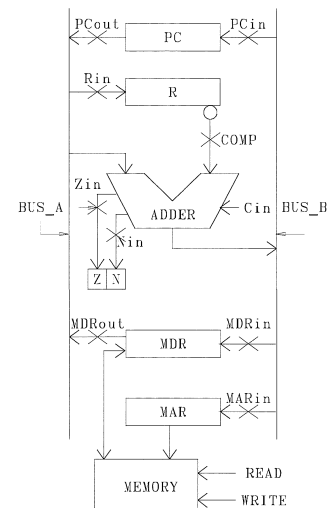 PCout PC PCin
Rin R
COMP
Zin
ADDER Cin
BUS_A BUS_B
Nin
Z N
MDRout MDR MDRin
MAR MARin
MEMORY READ
WRITE